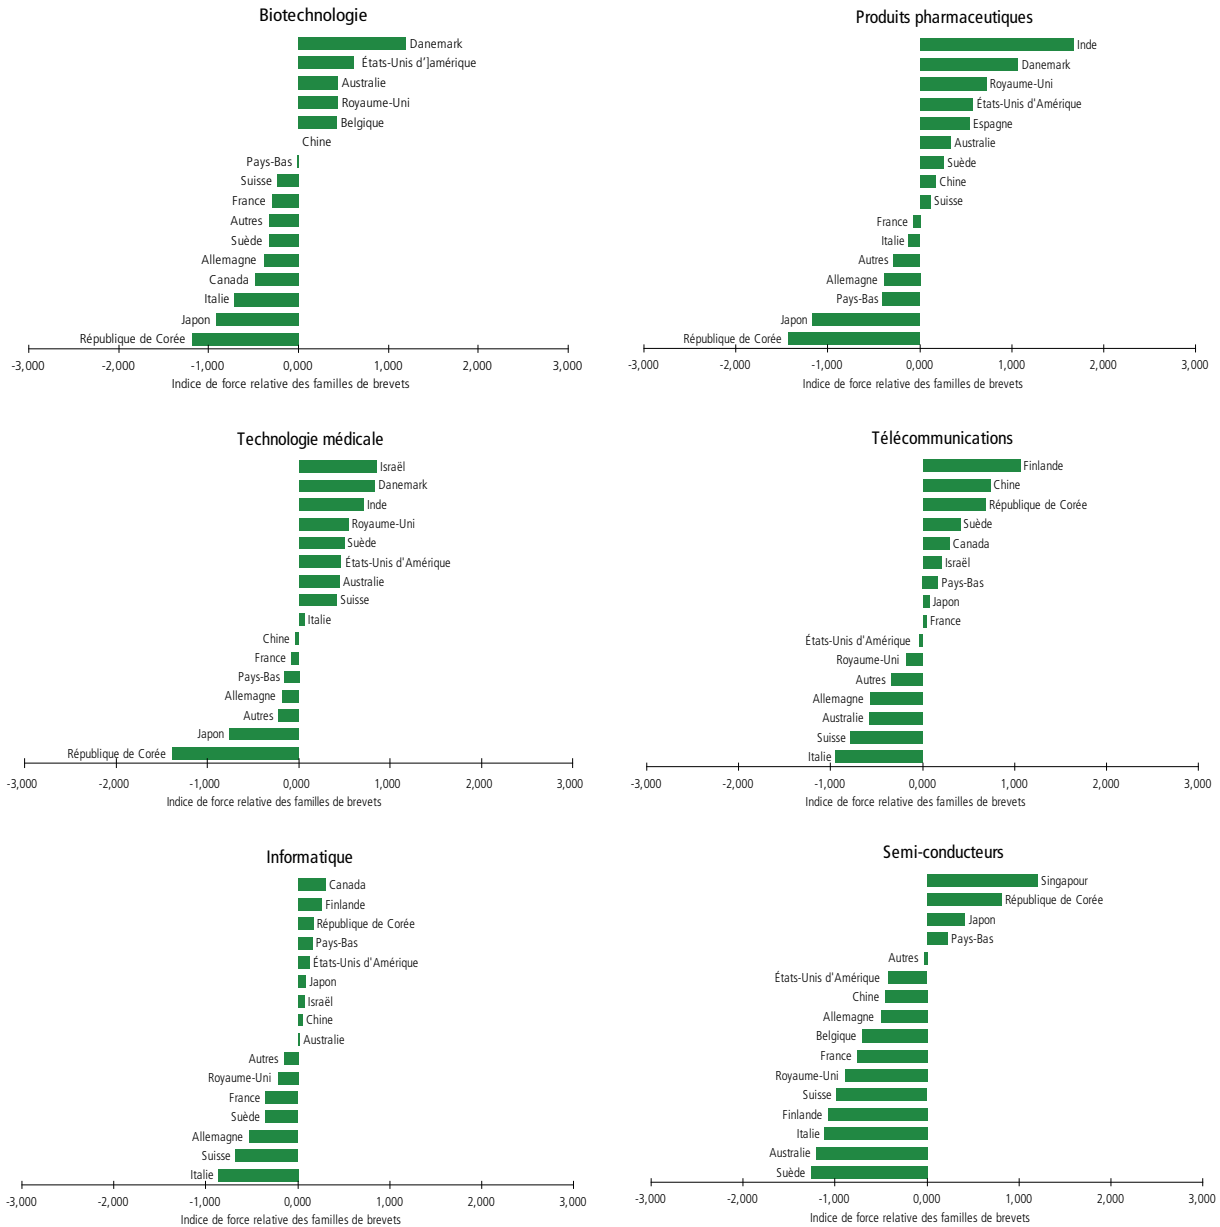 Biotechnologie
Danemark
États-Unis d']amérique
Australie
Royaume-Uni
Belgique
Chine
Pays-Bas
Suisse
France
Autres
Suède
Allemagne
Canada
Italie
Japon
République de Corée
-3,000 -2,000 -1,000 0,000 1,000 2,000 3,000
Indice de force relative des familles de brevets
Produits pharmaceutiques
Inde
Danemark
Royaume-Uni
États-Unis d'Amérique
Espagne
Australie
Suède
Chine
Suisse
France
Italie
Autres
Allemagne
Pays-Bas
Japon
République de Corée
-3,000 -2,000 -1,000 0,000 1,000 2,000 3,000
Indice de force relative des familles de brevets
Technologie médicale
Israël
Danemark
Inde
Royaume-Uni
Suède
États-Unis d'Amérique
Australie
Suisse
Italie
Chine
France
Pays-Bas
Allemagne
Autres
Japon
République de Corée
-3,000 -2,000 -1,000 0,000 1,000 2,000 3,000
Indice de force relative des familles de brevets
Télécommunications
Finlande
Chine
République de Corée
Suède
Canada
Israël
Pays-Bas
Japon
France
États-Unis d'Amérique
Royaume-Uni
Autres
Allemagne
Australie
Suisse
Italie
-3,000 -2,000 -1,000 0,000 1,000 2,000 3,000
Indice de force relative des familles de brevets
Informatique
Canada
Finlande
République de Corée
Pays-Bas
États-Unis d'Amérique
Japon
Israël
Chine
Australie
Autres
Royaume-Uni
France
Suède
Allemagne
Suisse
Italie
-3,000 -2,000 -1,000 0,000 1,000 2,000 3,000
Indice de force relative des familles de brevets
Semi-conducteurs
Singapour
République de Corée
Japon
Pays-Bas
Autres
États-Unis d'Amérique
Chine
Allemagne
Belgique
France
Royaume-Uni
Suisse
Finlande
Italie
Australie
Suède
-3,000 -2,000 -1,000 0,000 1,000 2,000 3,000
Indice de force relative des familles de brevets